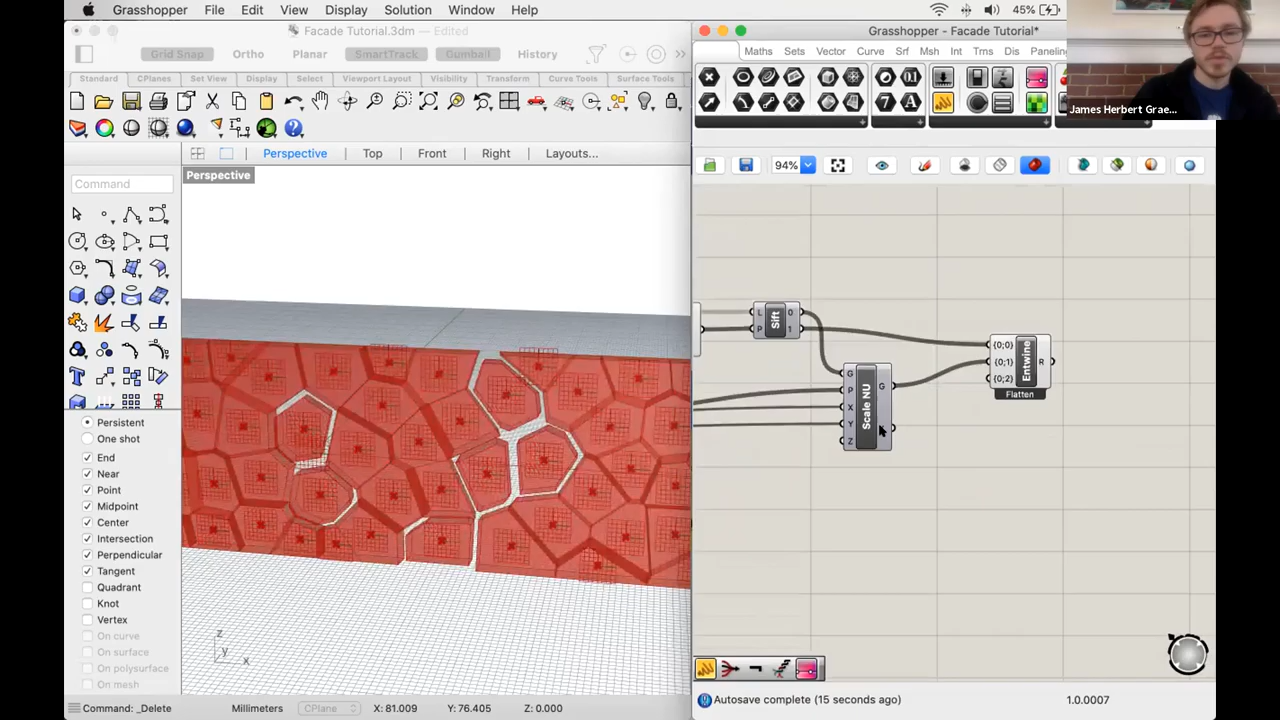 Grasshopper File Edit View Display Solution Window Help
45%
Facade Tutorial.3dm — Edited
Grid Snap Ortho Planar SmartTrack Gumball History
Standard CPlanes Set View Display Select Viewport Layout Visibility Transform Curve Tools Surface Tools
Perspective Top Front Right Layouts...
Perspective
Command
Persistent
One shot
End
Near
Point
Midpoint
Center
Intersection
Perpendicular
Tangent
Quadrant
Knot
Vertex
On curve
On surface
On polysurface
On mesh
z
y
x
Command: _Delete
Millimeters CPlane X: 81.009 Y: 76.405 Z: 0.000
Grasshopper - Facade Tutorial*
Maths Sets Vector Curve Srf Msh Int Trns Dis Paneling
James Herbert Grae...
94%
L
P
Sift
0
1
G
P
X
Y
Z
Scale NU
G
{0;0}
{0;1}
{0;2}
Entwine
R
Flatten
Autosave complete (15 seconds ago)
1.0.0007